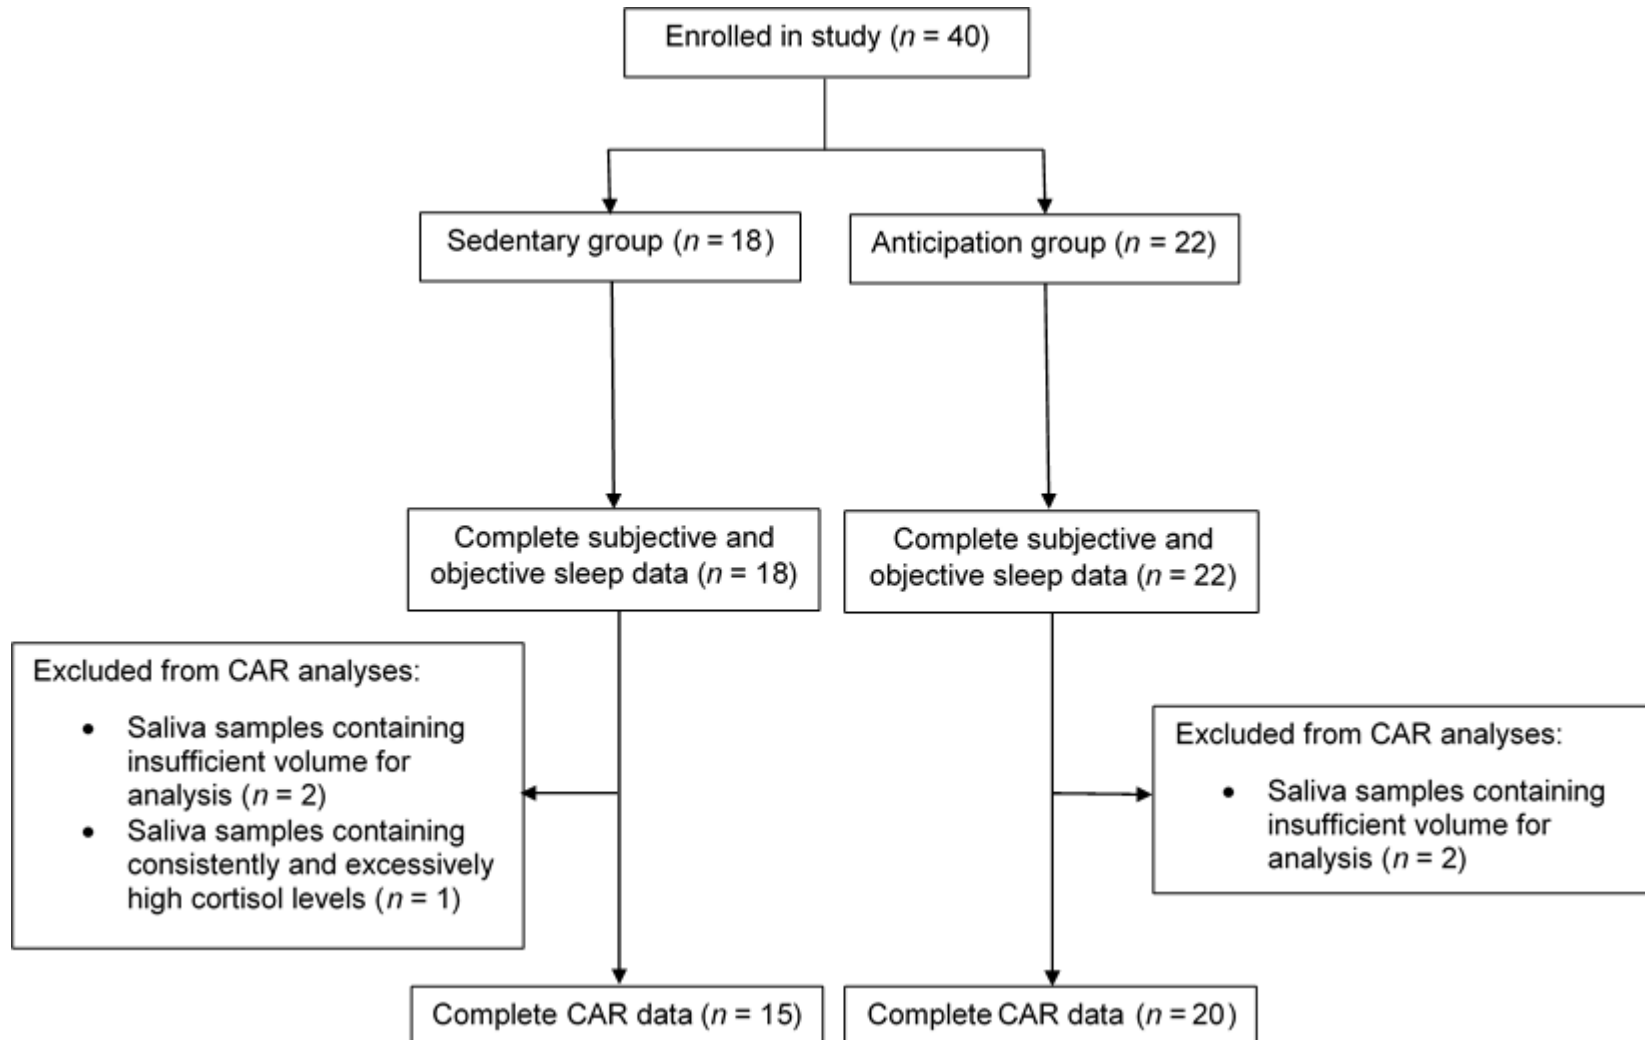 Enrolled in study (n = 40)
Sedentary group (n = 18)
Anticipation group (n = 22)
Complete subjective and
objective sleep data (n = 18)
Complete subjective and
objective sleep data (n = 22)
Excluded from CAR analyses:
• Saliva samples containing
insufficient volume for
analysis (n = 2)
• Saliva samples containing
consistently and excessively
high cortisol levels (n = 1)
Excluded from CAR analyses:
• Saliva samples containing
insufficient volume for
analysis (n = 2)
Complete CAR data (n = 15)
Complete CAR data (n = 20)